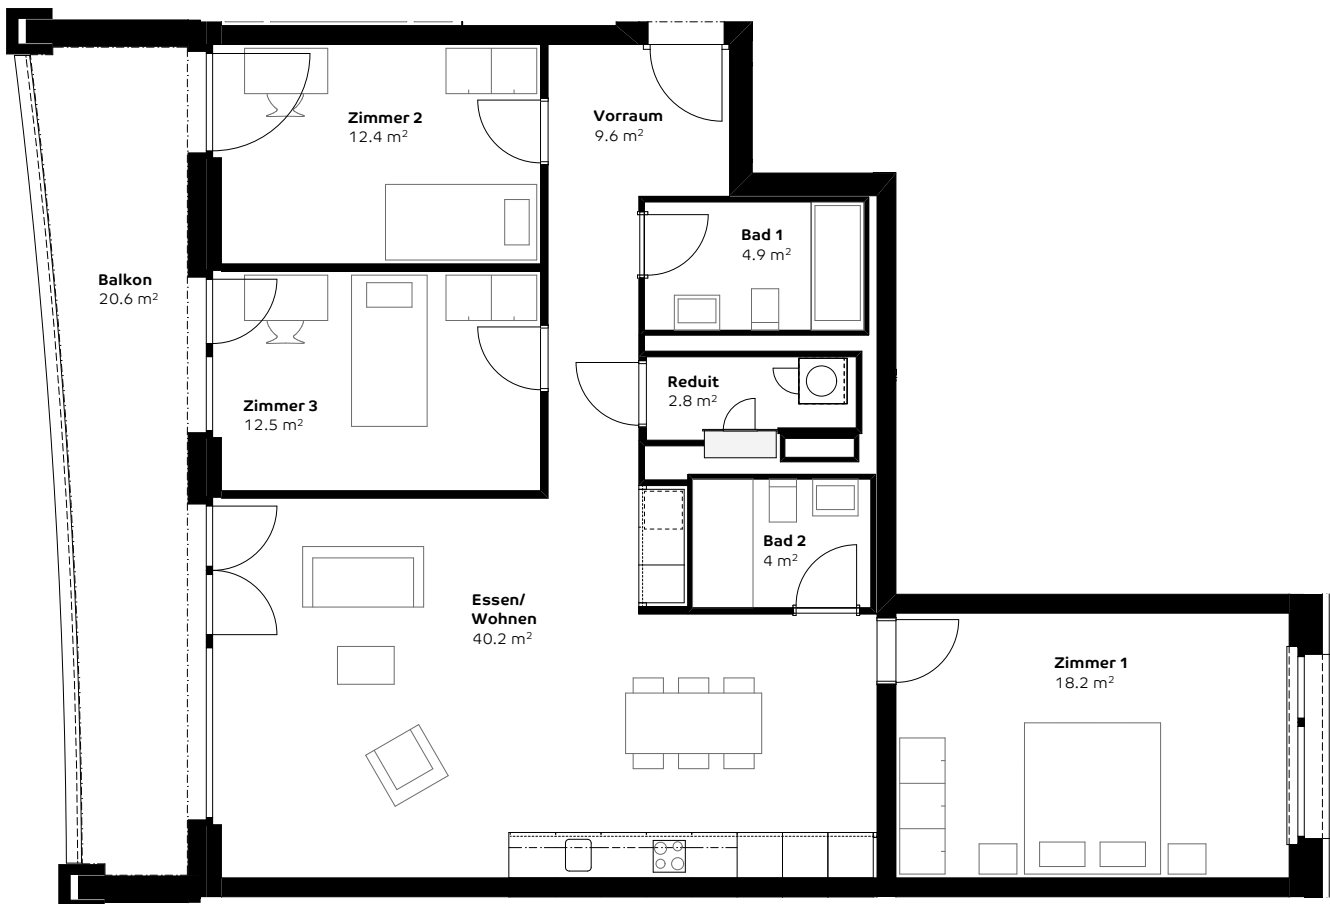 Zimmer 2
12.4 m²
Vorraum
9.6 m²
Bad 1
4.9 m²
Balkon
20.6 m²
Reduit
2.8 m²
Zimmer 3
12.5 m²
Bad 2
4 m²
Essen/
Wohnen
40.2 m²
Zimmer 1
18.2 m²